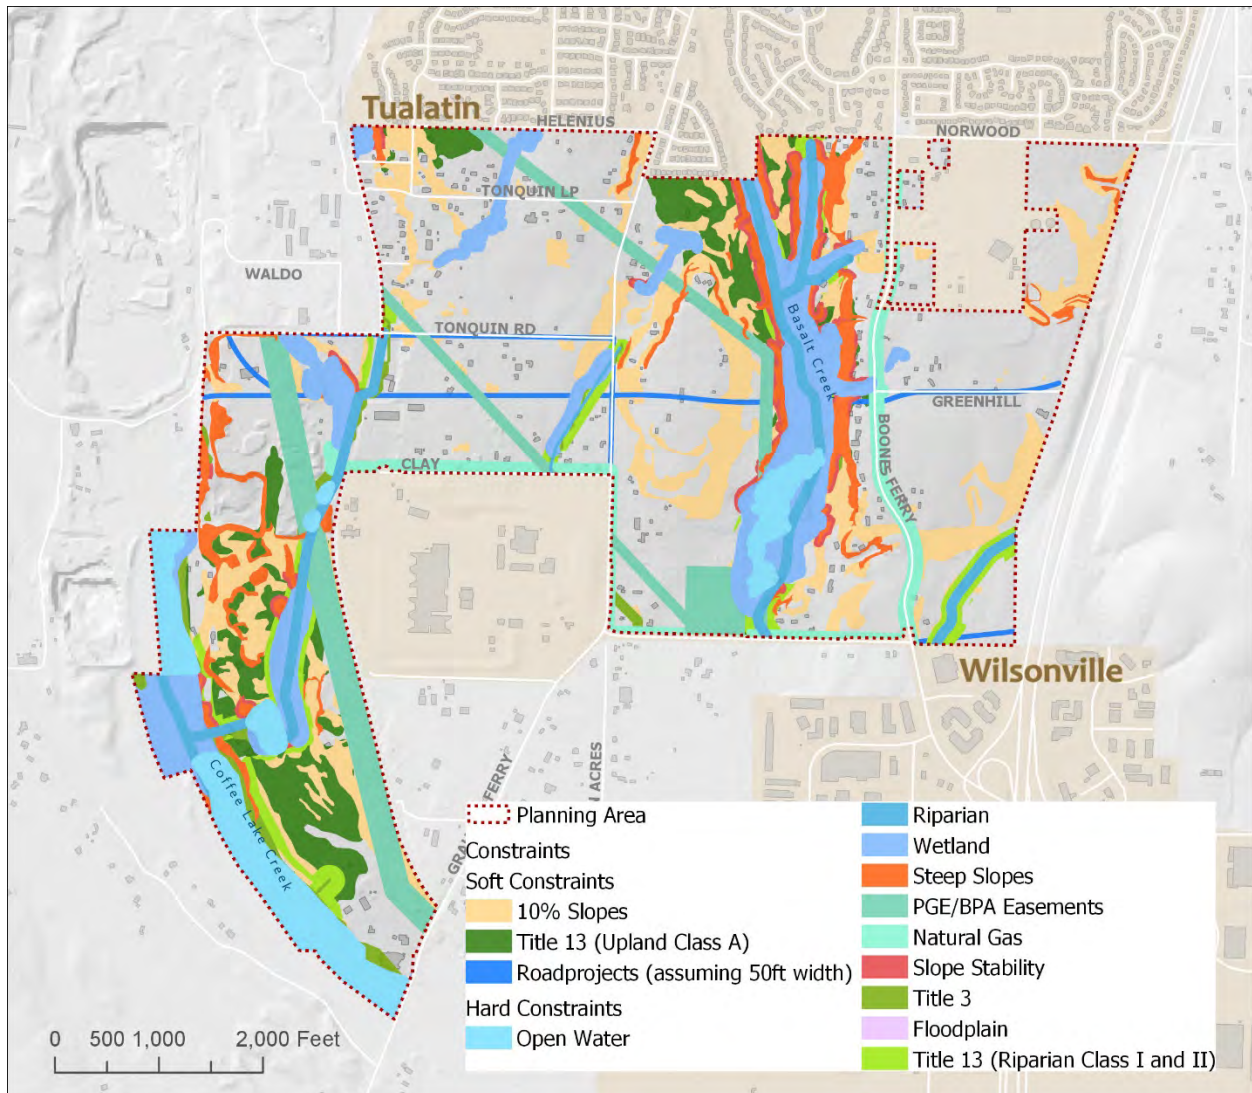 Tualatin
HELENIUS
NORWOOD
TONQUIN LP
WALDO
TONQUIN RD
Basalt Creek
GREENHILL
CLAY
BOONES FERRY
Wilsonville
Coffee Lake Creek
FERRY
ACRES
Planning Area
Constraints
Soft Constraints
10% Slopes
Title 13 (Upland Class A)
Roadprojects (assuming 50ft width)
Hard Constraints
Open Water
Riparian
Wetland
Steep Slopes
PGE/BPA Easements
Natural Gas
Slope Stability
Title 3
Floodplain
Title 13 (Riparian Class I and II)
0 500 1,000 2,000 Feet